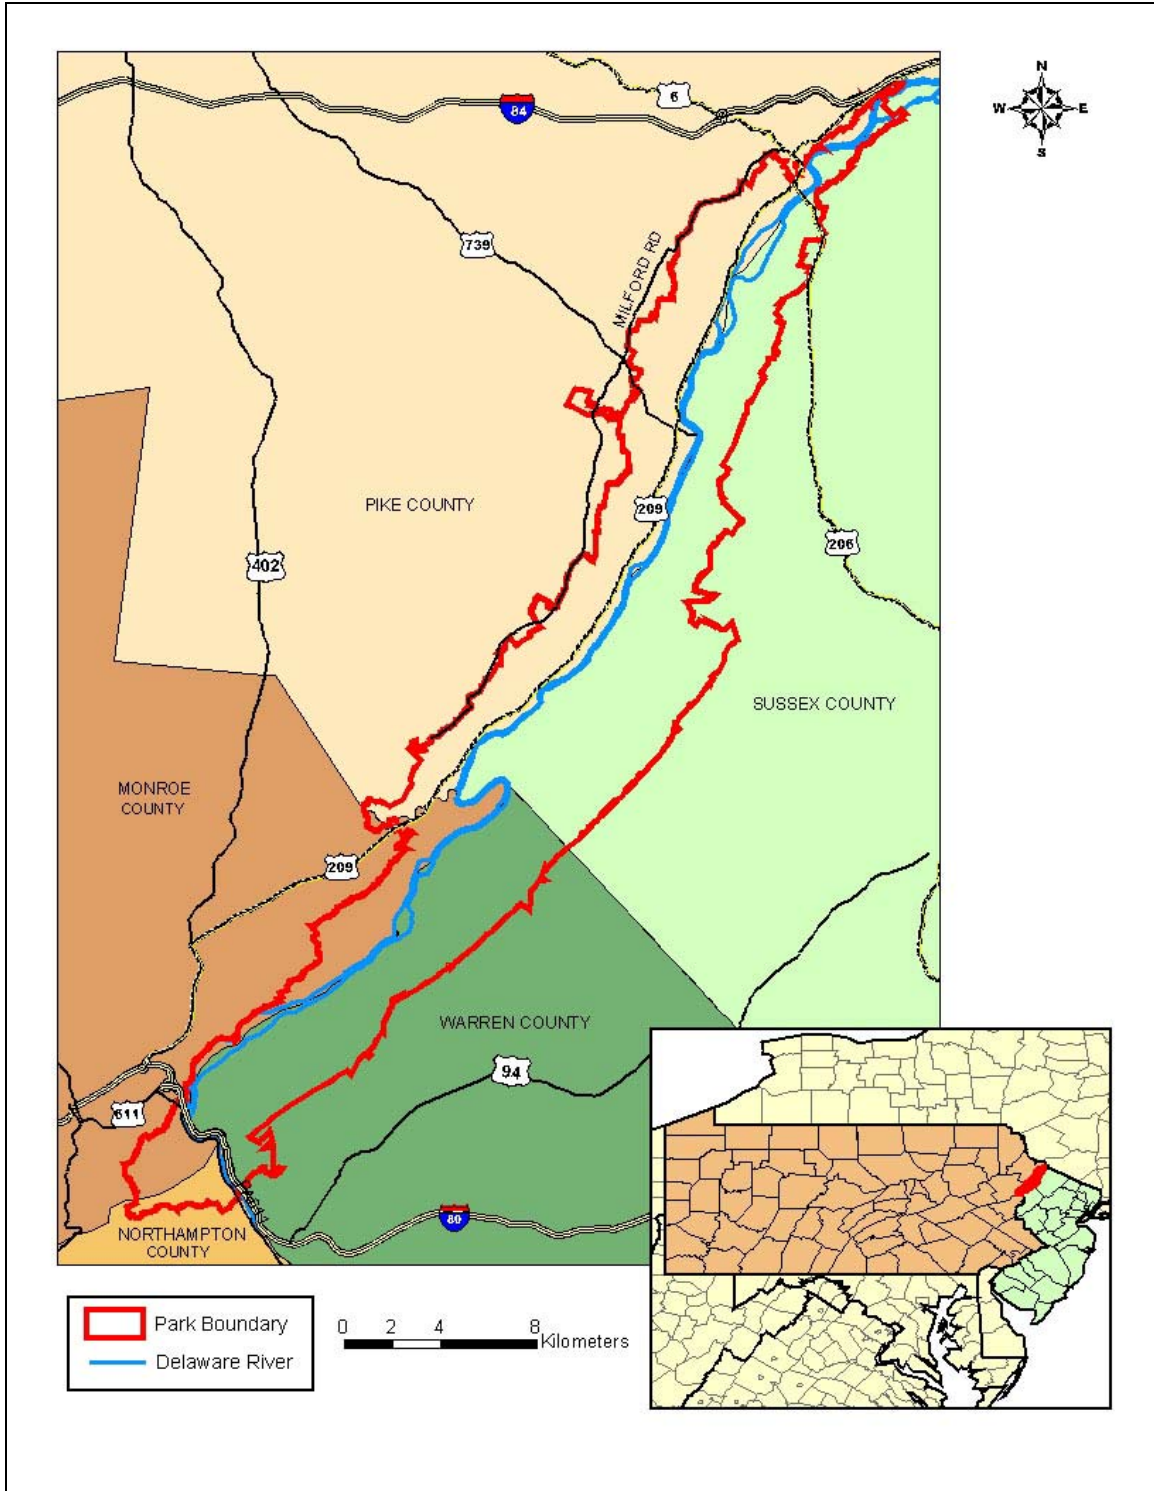 N
W E
S
6
84
739
MILFORD RD
PIKE COUNTY
209
206
402
SUSSEX COUNTY
MONROE
COUNTY
209
WARREN COUNTY
94
611
80
NORTHAMPTON
COUNTY
Park Boundary
Delaware River
0 2 4 8
Kilometers